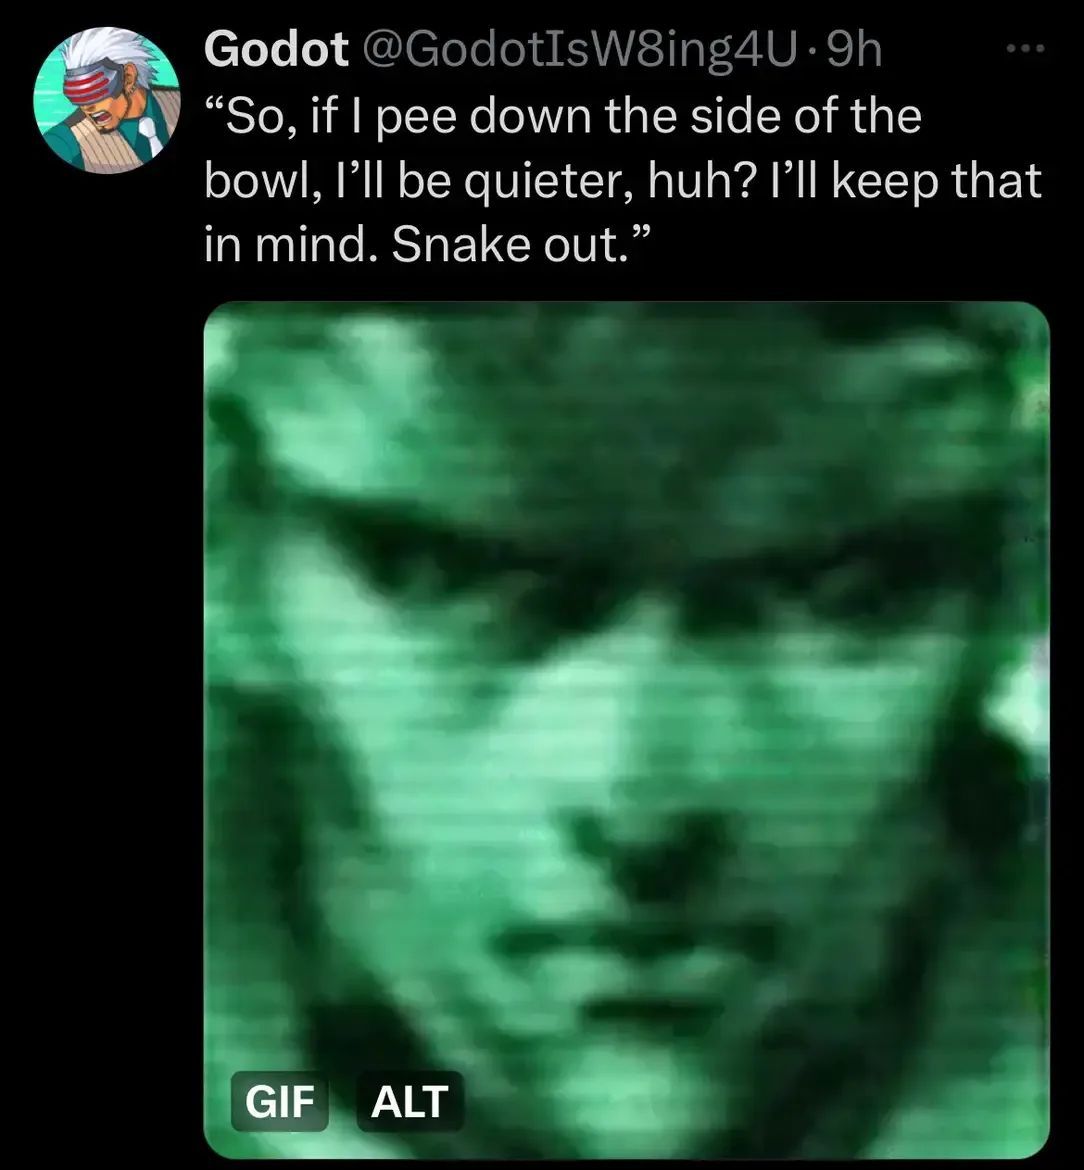 Godot @GodotIsW8ing4U · 9h
“So, if I pee down the side of the
bowl, I’ll be quieter, huh? I’ll keep that
in mind. Snake out.”
GIF ALT